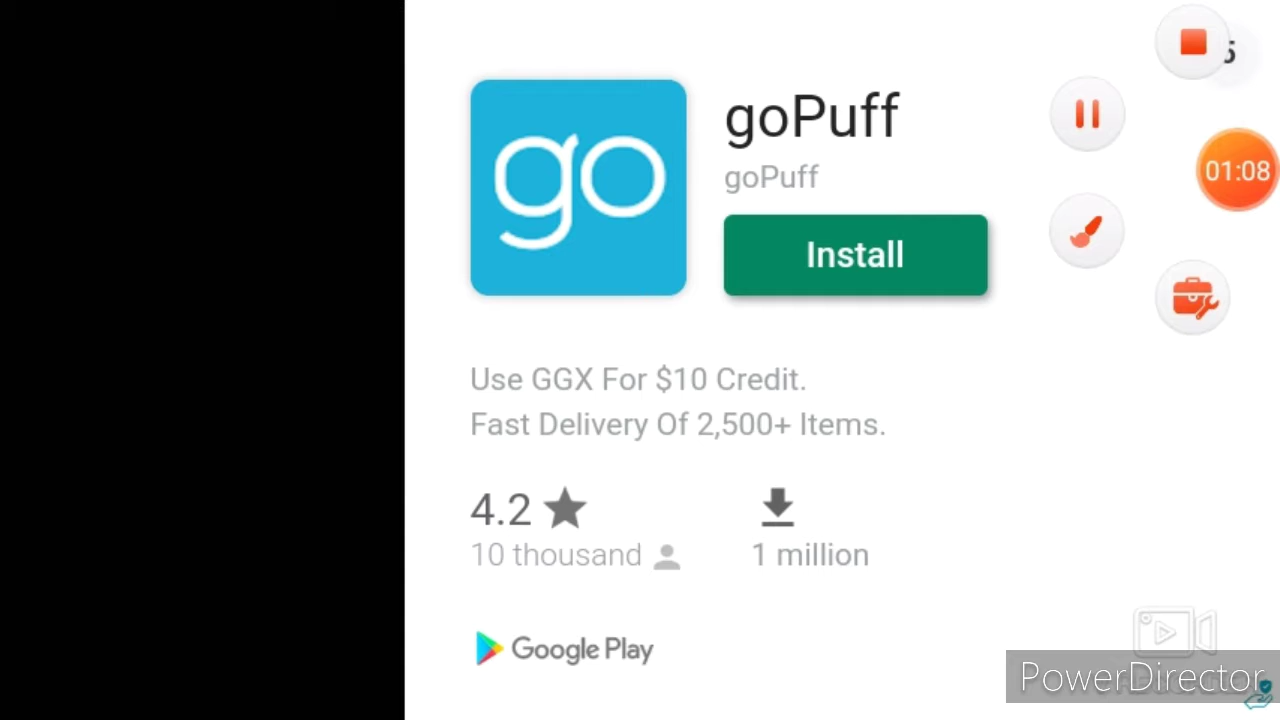 go
goPuff
goPuff
Install
Use GGX For $10 Credit.
Fast Delivery Of 2,500+ Items.
4.2
10 thousand
1 million
Google Play
5
01:08
PowerDirector